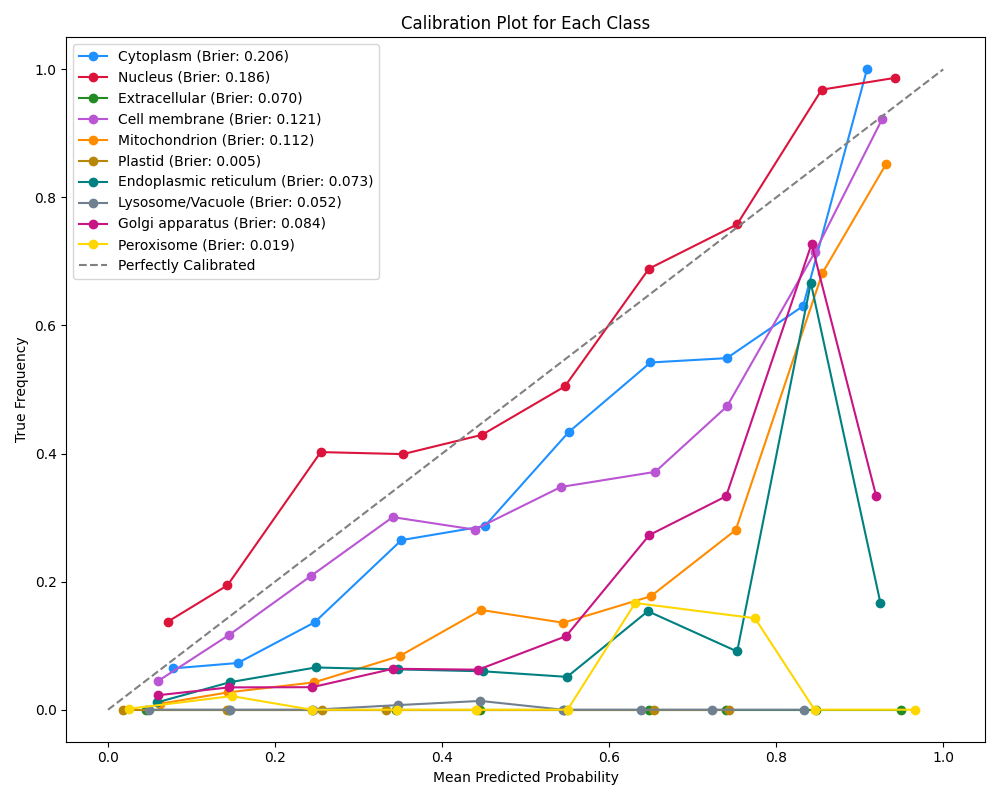 Calibration Plot for Each Class
Cytoplasm (Brier: 0.206)
Nucleus (Brier: 0.186)
Extracellular (Brier: 0.070)
Cell membrane (Brier: 0.121)
Mitochondrion (Brier: 0.112)
Plastid (Brier: 0.005)
Endoplasmic reticulum (Brier: 0.073)
Lysosome/Vacuole (Brier: 0.052)
Golgi apparatus (Brier: 0.084)
Peroxisome (Brier: 0.019)
Perfectly Calibrated
True Frequency
1.0
0.8
0.6
0.4
0.2
0.0
0.0 0.2 0.4 0.6 0.8 1.0
Mean Predicted Probability